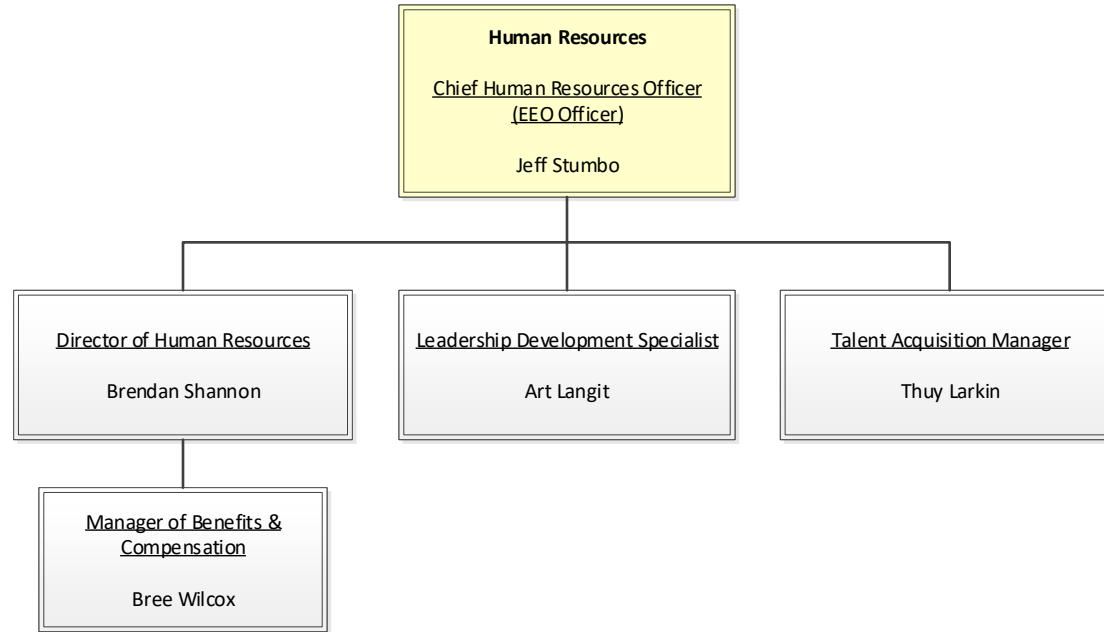 Human Resources
Chief Human Resources Officer
(EEO Officer)
Jeff Stumbo
Director of Human Resources
Brendan Shannon
Leadership Development Specialist
Art Langit
Talent Acquisition Manager
Thuy Larkin
Manager of Benefits &
Compensation
Bree Wilcox